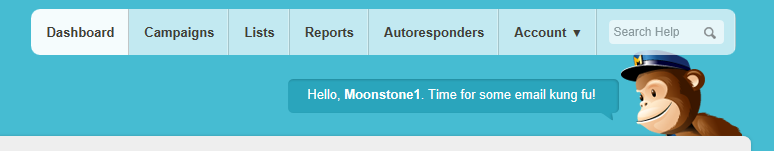 Dashboard Campaigns Lists Reports Autoresponders Account ▼ Search Help
Hello, Moonstone1. Time for some email kung fu!